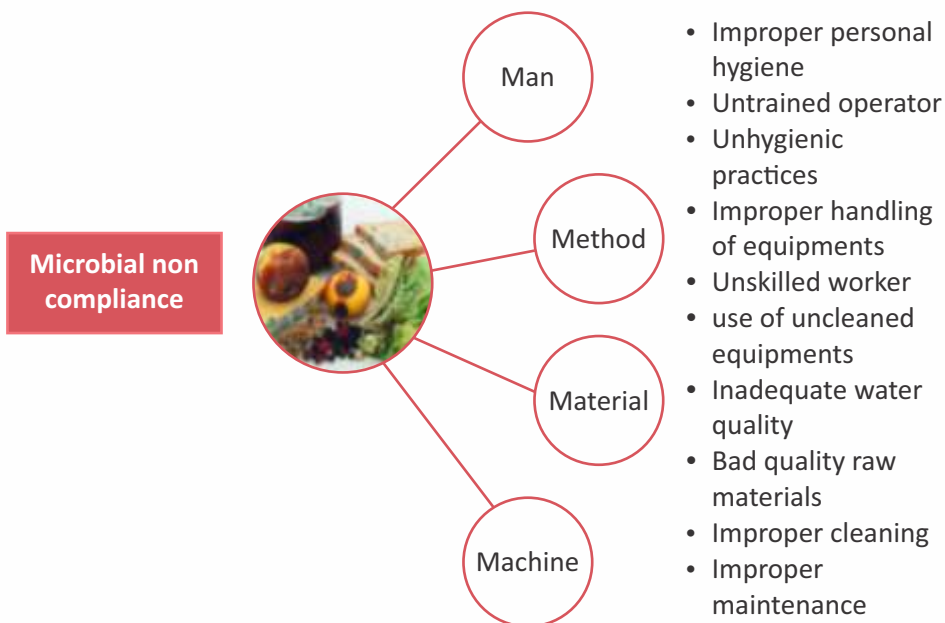 Microbial non
compliance
Man
Method
Material
Machine
• Improper personal
hygiene
• Untrained operator
• Unhygienic
practices
• Improper handling
of equipments
• Unskilled worker
• use of uncleaned
equipments
• Inadequate water
quality
• Bad quality raw
materials
• Improper cleaning
• Improper
maintenance